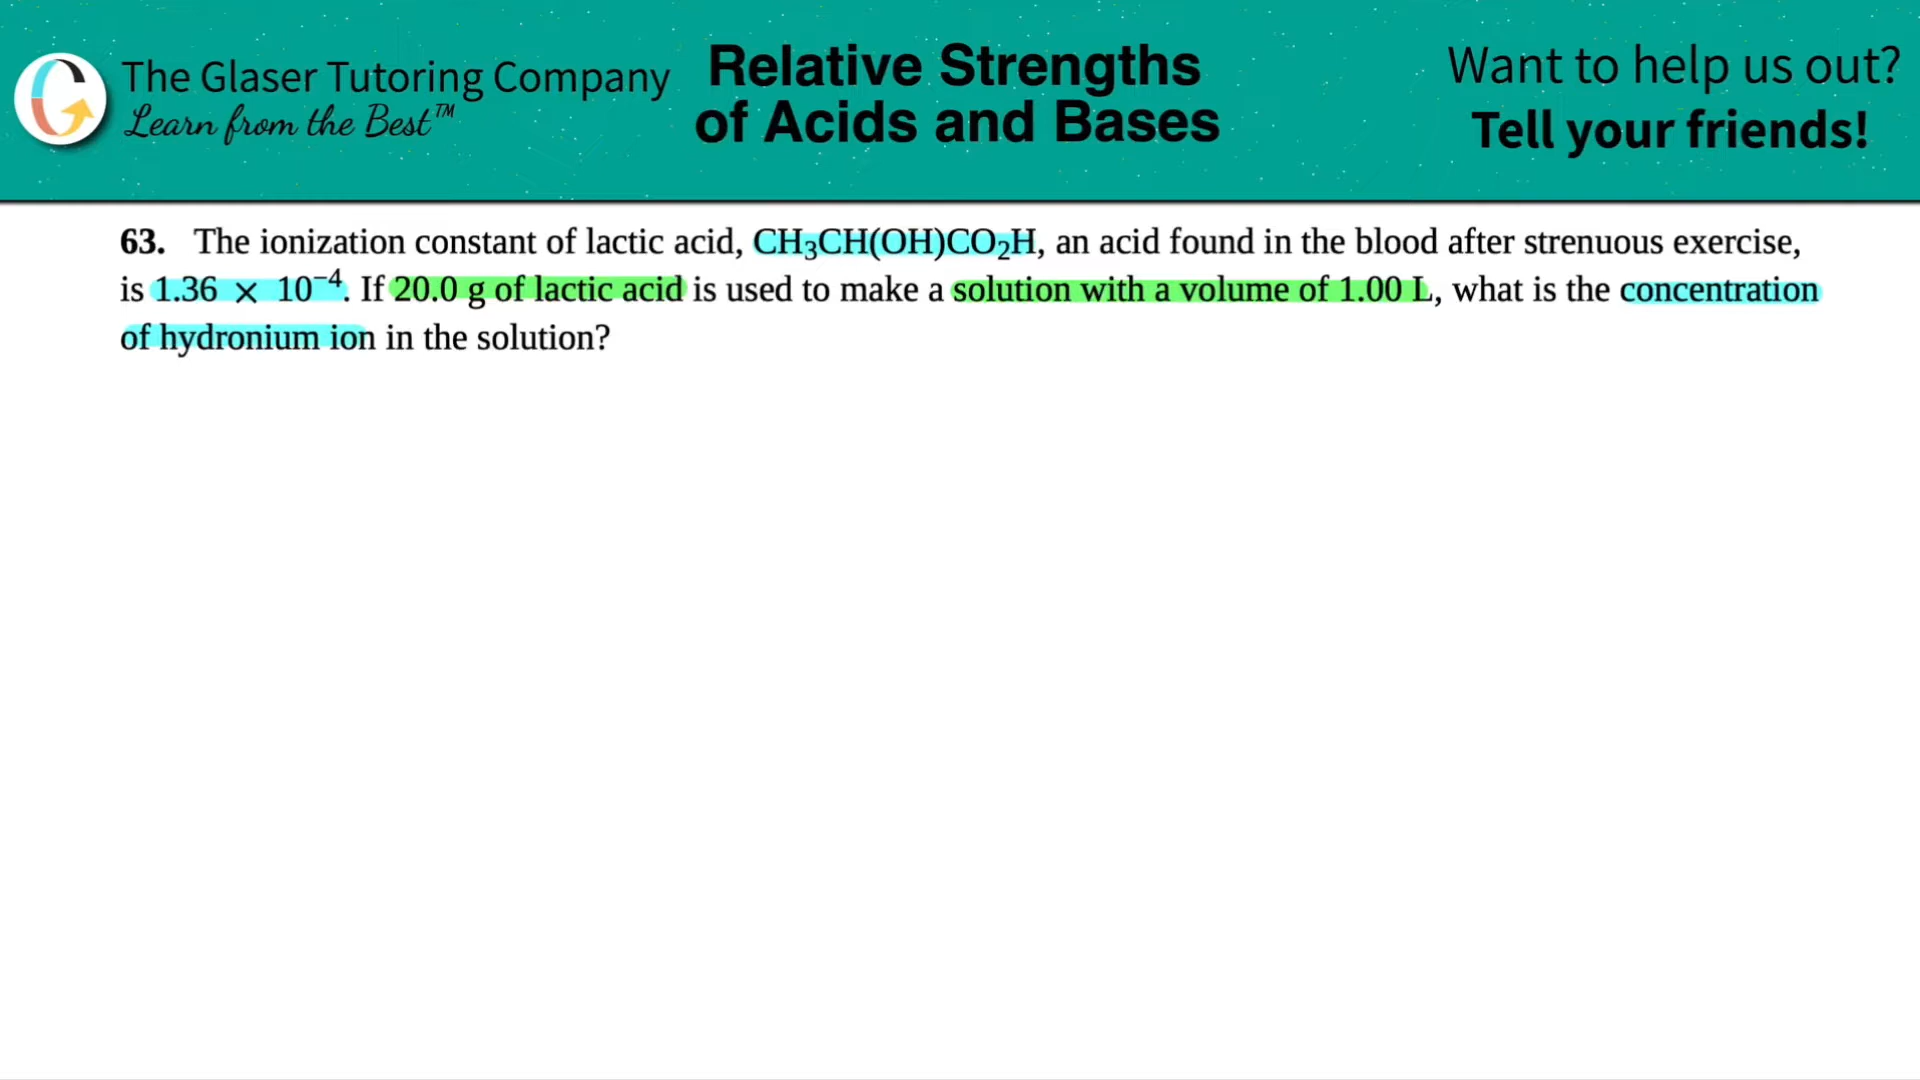 The Glaser Tutoring Company
Learn from the Best™
Relative Strengths
of Acids and Bases
Want to help us out?
Tell your friends!
63. The ionization constant of lactic acid, CH₃CH(OH)CO₂H, an acid found in the blood after strenuous exercise,
is 1.36 × 10⁻⁴. If 20.0 g of lactic acid is used to make a solution with a volume of 1.00 L, what is the concentration
of hydronium ion in the solution?